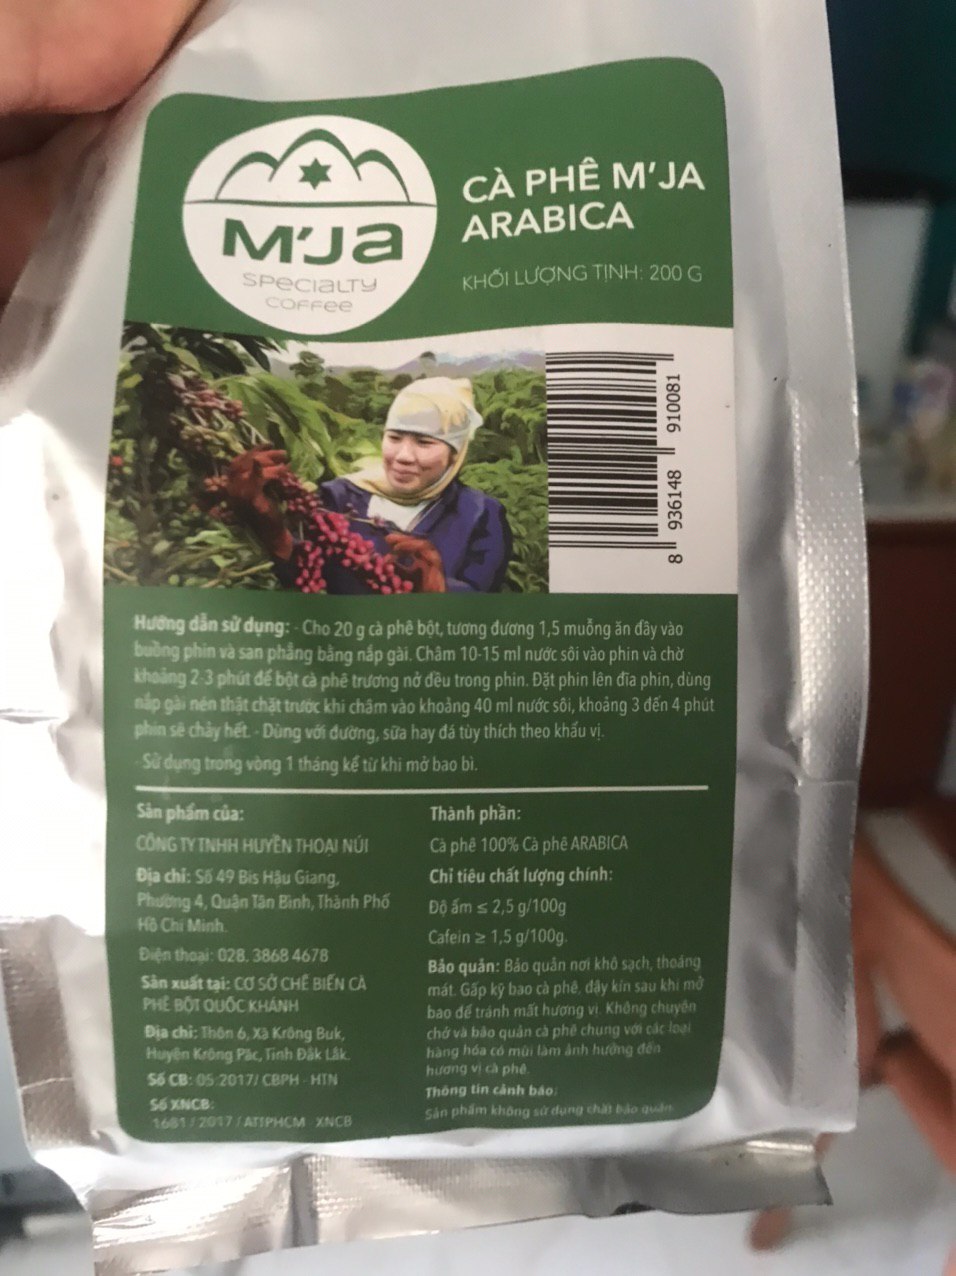 M'Ja
SPECIALTY
COFFEE
CÀ PHÊ M'JA
ARABICA
KHỐI LƯỢNG TỊNH: 200 G
8 936148 910081
Hướng dẫn sử dụng: - Cho 20 g cà phê bột, tương đương 1,5 muỗng ăn đầy vào
buồng phin và san phẳng bằng nắp gài. Châm 10-15 ml nước sôi vào phin và chờ
khoảng 2-3 phút để bột cà phê trương nở đều trong phin. Đặt phin lên đĩa phin, dùng
nắp gài nén thật chặt trước khi châm vào khoảng 40 ml nước sôi, khoảng 3 đến 4 phút
phin sẽ chảy hết. - Dùng với đường, sữa hay đá tùy thích theo khẩu vị.
- Sử dụng trong vòng 1 tháng kể từ khi mở bao bì.
Sản phẩm của:
CÔNG TY TNHH HUYỀN THOẠI NÚI
Địa chỉ: Số 49 Bis Hậu Giang,
Phường 4, Quận Tân Bình, Thành Phố
Hồ Chí Minh.
Điện thoại: 028. 3868 4678
Sản xuất tại: CƠ SỞ CHẾ BIẾN CÀ
PHÊ BỘT QUỐC KHÁNH
Địa chỉ: Thôn 6, Xã Krông Buk,
Huyện Krông Pắc, Tỉnh Đắk Lắk.
Số CB: 05.2017/ CBPH - HTN
Số XNCB:
1681 / 2017 / ATTPHCM XNCB
Thành phần:
Cà phê 100% Cà phê ARABICA
Chỉ tiêu chất lượng chính:
Độ ẩm ≤ 2,5 g/100g
Cafein ≥ 1,5 g/100g.
Bảo quản: Bảo quản nơi khô sạch, thoáng
mát. Gấp kỹ bao cà phê, đậy kín sau khi mở
bao để tránh mất hương vị. Không chuyên
chở và bảo quản cà phê chung với các loại
hàng hóa có mùi làm ảnh hưởng đến
hương vị cà phê.
Thông tin cảnh báo:
Sản phẩm không sử dụng chất bảo quản